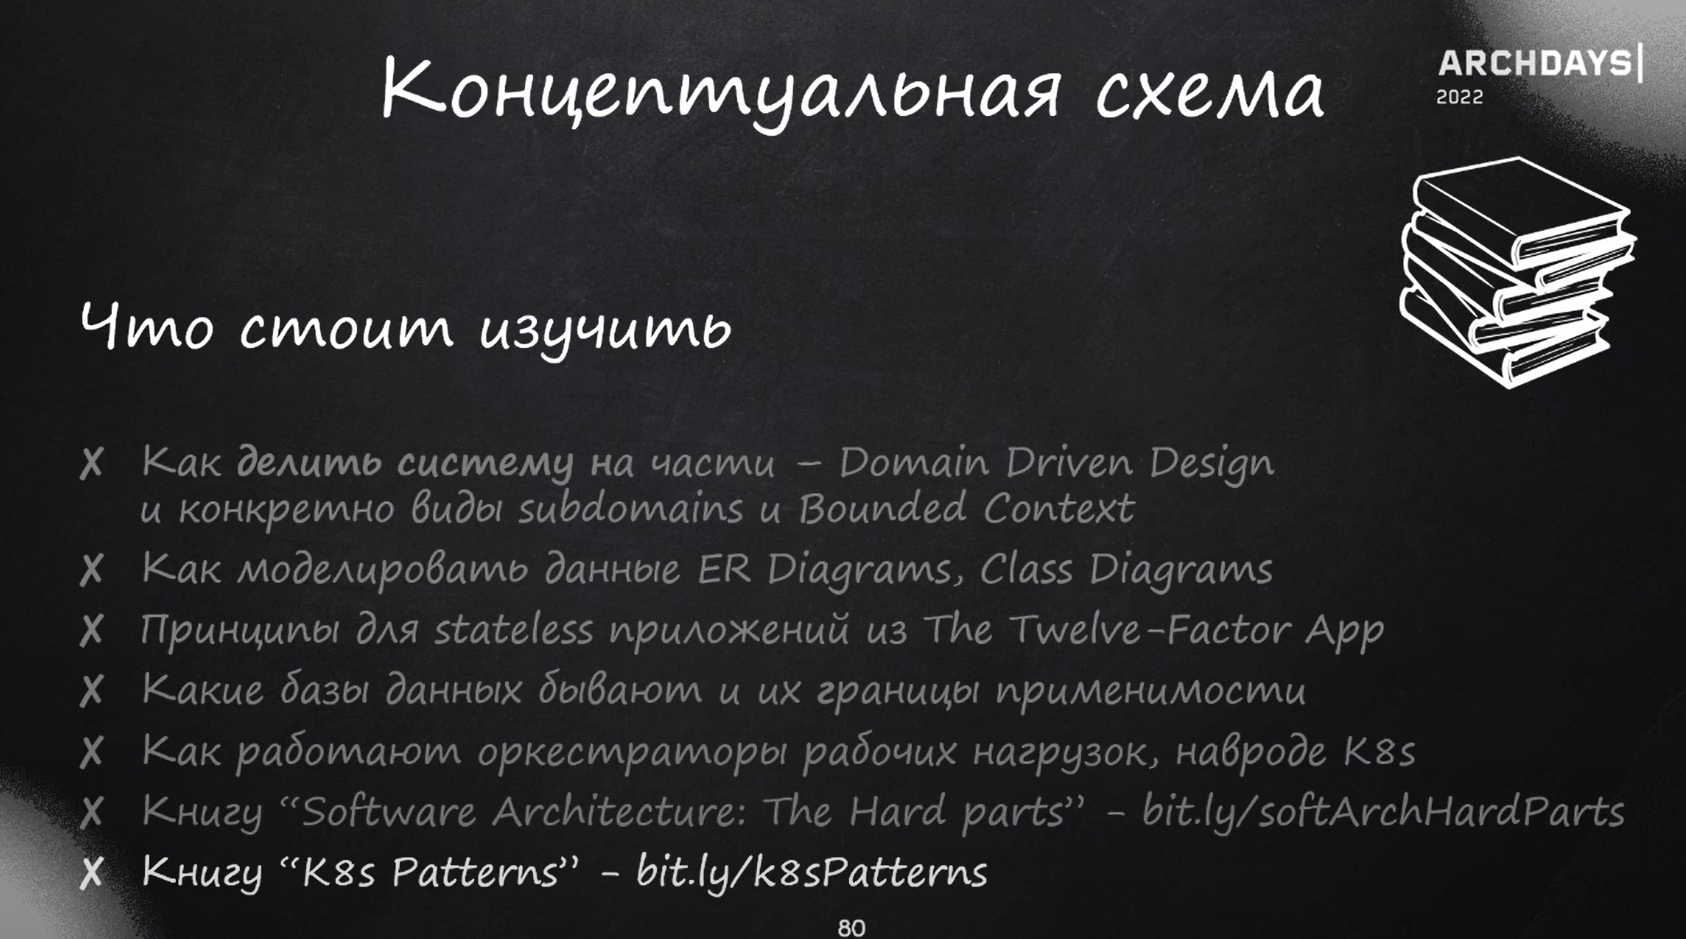 Концептуальная схема
ARCHDAYS|
2022
Что стоит изучить
✗ Как делить систему на части – Domain Driven Design
и конкретно виды subdomains и Bounded Context
✗ Как моделировать данные ER Diagrams, Class Diagrams
✗ Принципы для stateless приложений из The Twelve-Factor App
✗ Какие базы данных бывают и их границы применимости
✗ Как работают оркестраторы рабочих нагрузок, навроде K8s
✗ Книгу “Software Architecture: The Hard parts” - bit.ly/softArchHardParts
✗ Книгу “K8s Patterns” - bit.ly/k8sPatterns
80